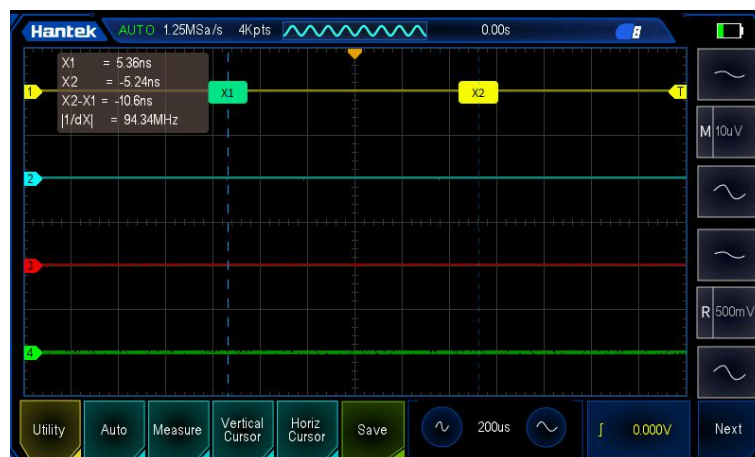 Hantek AUTO 1.25MSa/s 4Kpts 0.00s
X1 = 5.36ns
X2 = -5.24ns
X2-X1 = -10.6ns
|1/dX| = 94.34MHz
1 X1 X2 T
M 10uV
2
3
R 500mV
4
Utility Auto Measure Vertical Cursor Horiz Cursor Save 200us 0.000V Next